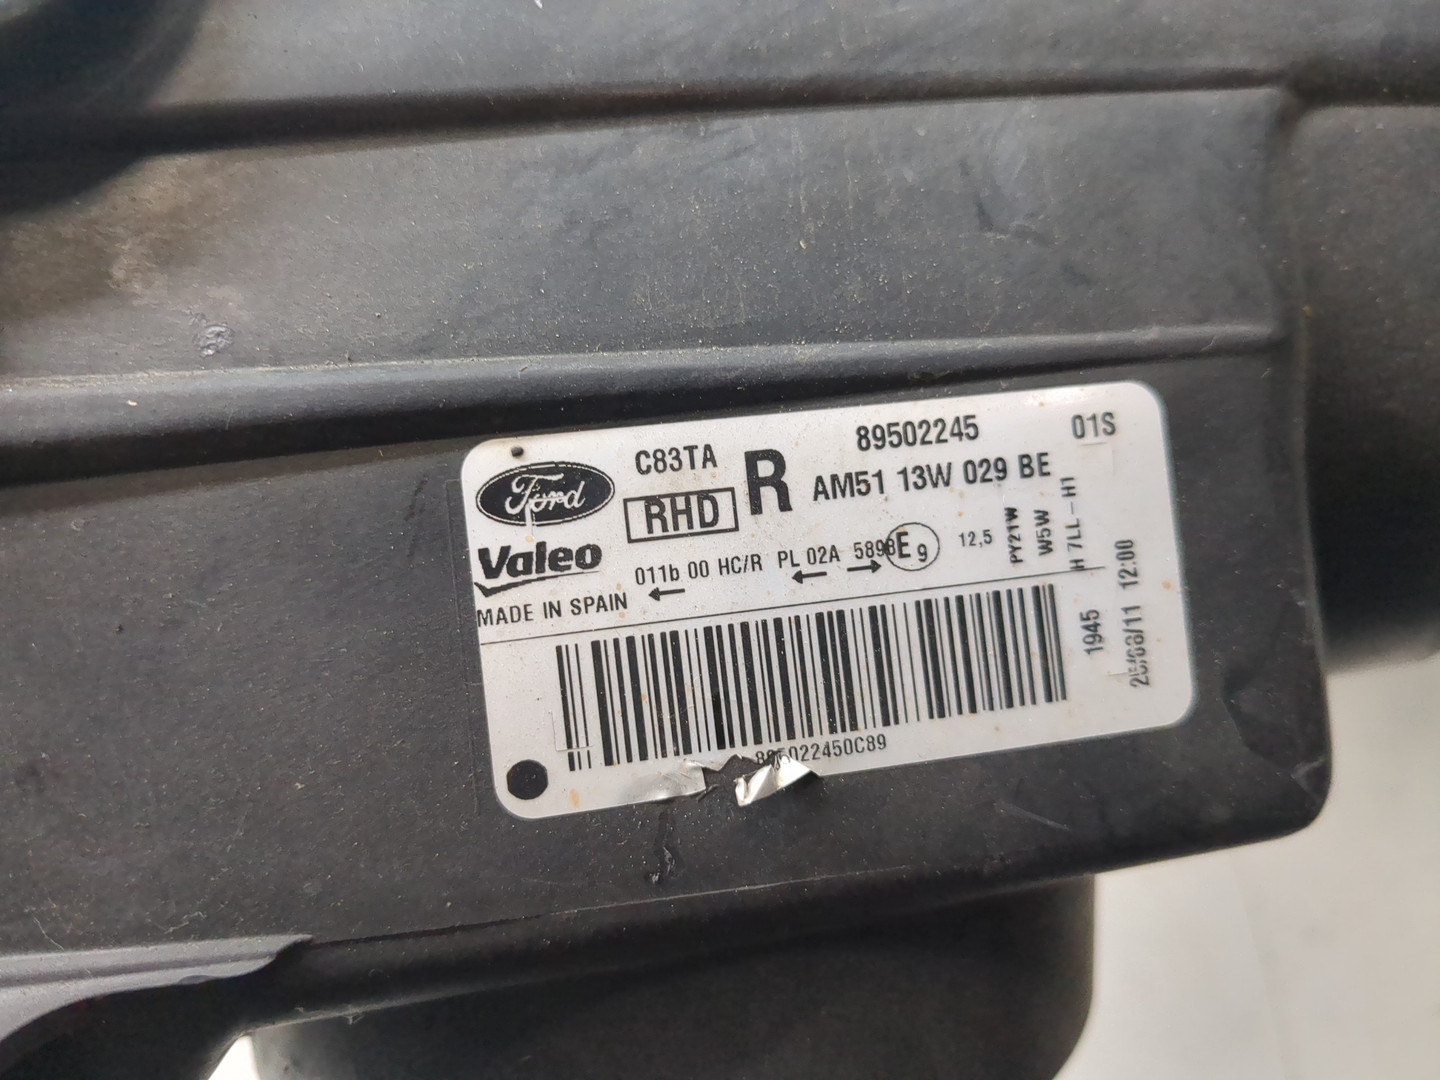 C83TA
89502245
01S
Ford
RHD
R
AM51 13W 029 BE
Valeo
011b 00 HC/R PL 02A 5898 E9
12,5
PY21W
W5W
H7LL-H1
MADE IN SPAIN
1945
12:00